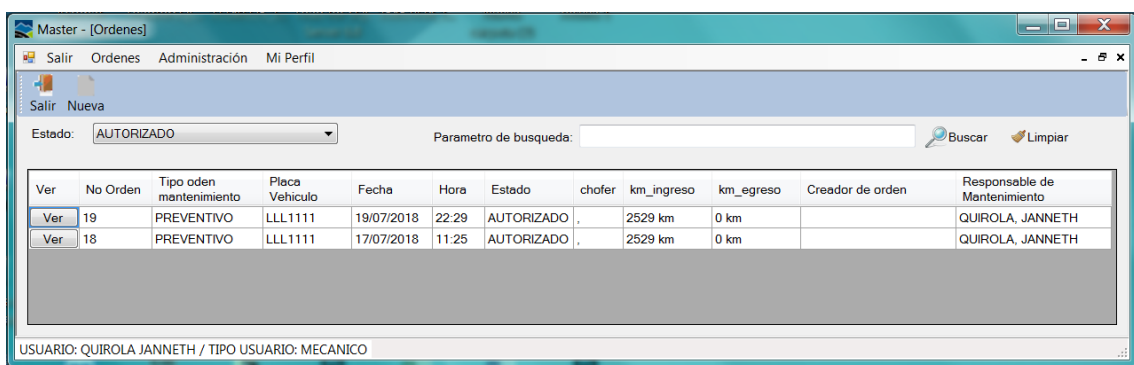 Master - [Ordenes]
Salir Ordenes Administración Mi Perfil
Salir Nueva
Estado: AUTORIZADO Parametro de busqueda: Buscar Limpiar
Ver No Orden Tipo oden mantenimiento Placa Vehiculo Fecha Hora Estado chofer km_ingreso km_egreso Creador de orden Responsable de Mantenimiento
Ver 19 PREVENTIVO LLL1111 19/07/2018 22:29 AUTORIZADO , 2529 km 0 km QUIROLA, JANNETH
Ver 18 PREVENTIVO LLL1111 17/07/2018 11:25 AUTORIZADO , 2529 km 0 km QUIROLA, JANNETH
USUARIO: QUIROLA JANNETH / TIPO USUARIO: MECANICO